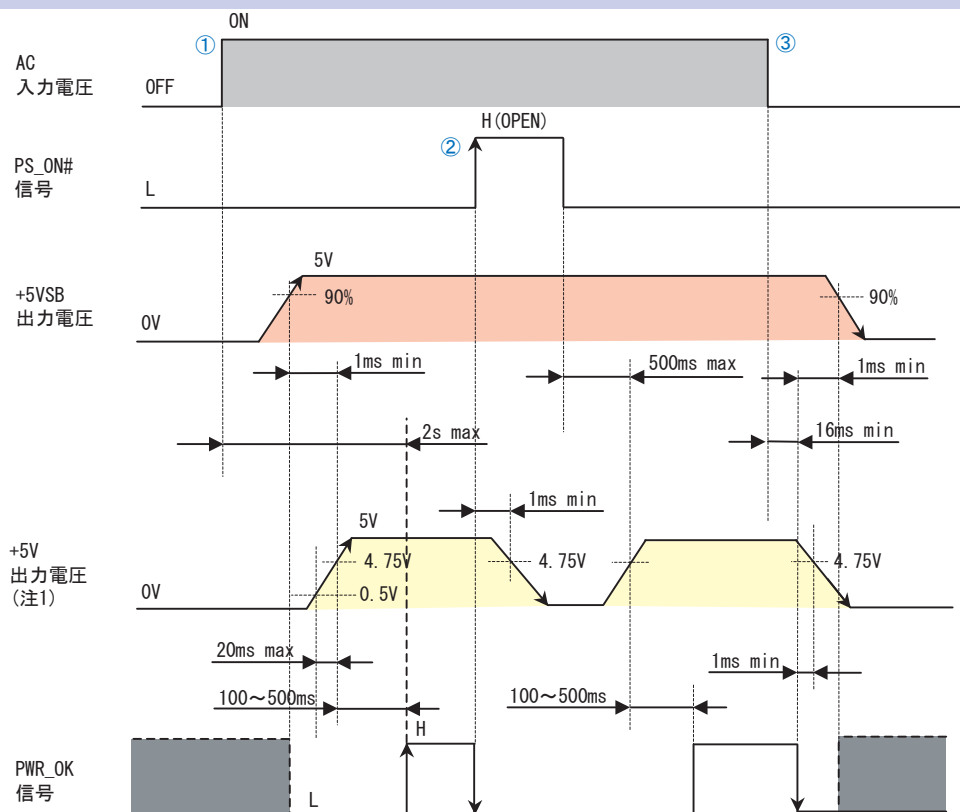 ON
① ③
AC
入力電圧
OFF
H(OPEN)
②
PS_ON#
信号
L
5V
+5VSB
出力電圧
90% 90%
0V
1ms min 500ms max 1ms min
2s max 16ms min
1ms min
5V
+5V
出力電圧
(注1)
4.75V 4.75V 4.75V
0V
0.5V
20ms max 1ms min
100～500ms 100～500ms
H
PWR_OK
信号
L